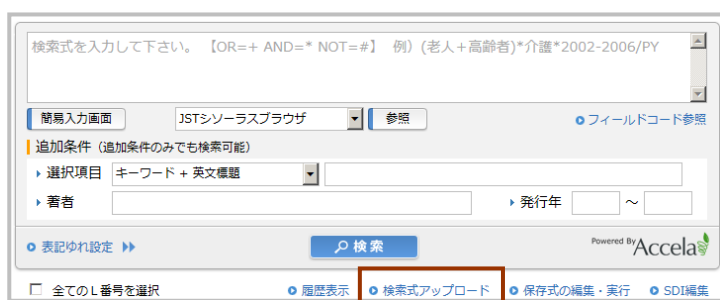 検索式を入力して下さい。 【OR=+ AND=* NOT=#】 例）(老人+高齢者)*介護*2002-2006/PY
簡易入力画面 JSTシソーラスブラウザ 参照 フィールドコード参照
追加条件（追加条件のみでも検索可能）
選択項目 キーワード + 英文標題
著者 発行年 ～
表記ゆれ設定 検索 Powered By Accela
全てのL番号を選択 履歴表示 検索式アップロード 保存式の編集・実行 SDI編集